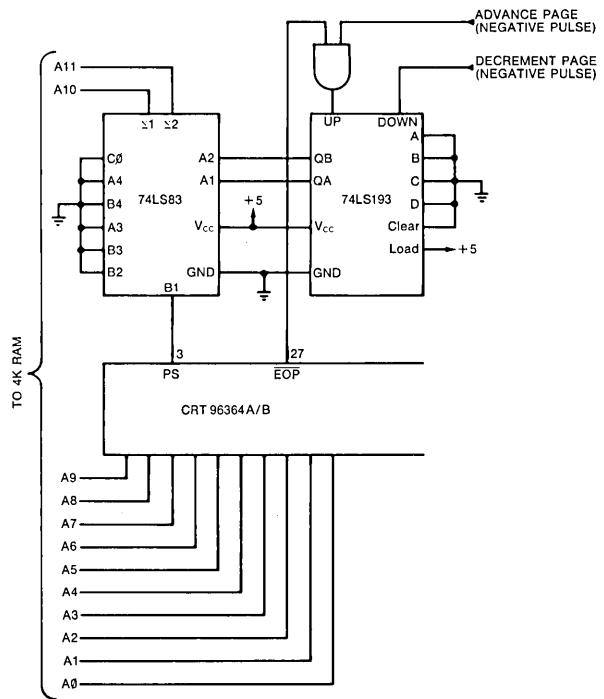 ADVANCE PAGE
(NEGATIVE PULSE)
DECREMENT PAGE
(NEGATIVE PULSE)
A11
A10
Σ1 Σ2
UP DOWN
CØ
A4
B4
A3
B3
B2
74LS83
A2
A1
VCC
GND
B1
+5
QB
QA
VCC
GND
74LS193
A
B
C
D
Clear
Load
+5
TO 4K RAM
3
27
PS
EOP
CRT 96364A/B
A9
A8
A7
A6
A5
A4
A3
A2
A1
AØ